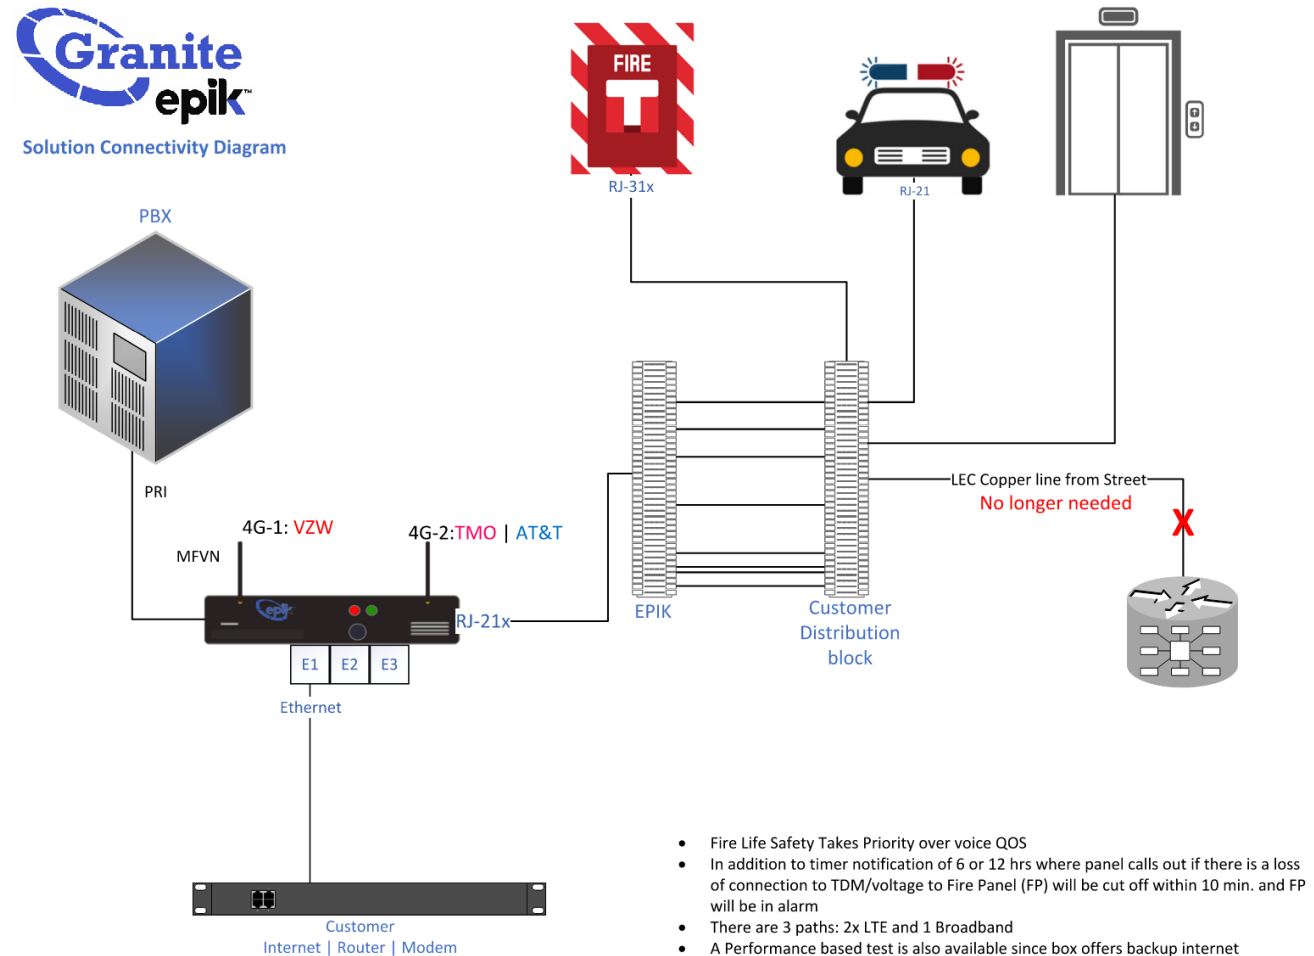 Granite
epik™
Solution Connectivity Diagram
FIRE
RJ-31x
RJ-21
PBX
PRI
4G-1: VZW
4G-2:TMO | AT&T
MFVN
epik
RJ-21x
E1 E2 E3
Ethernet
EPIK
Customer
Distribution
block
LEC Copper line from Street
No longer needed
X
Customer
Internet | Router | Modem
• Fire Life Safety Takes Priority over voice QOS
• In addition to timer notification of 6 or 12 hrs where panel calls out if there is a loss
of connection to TDM/voltage to Fire Panel (FP) will be cut off within 10 min. and FP
will be in alarm
• There are 3 paths: 2x LTE and 1 Broadband
• A Performance based test is also available since box offers backup internet